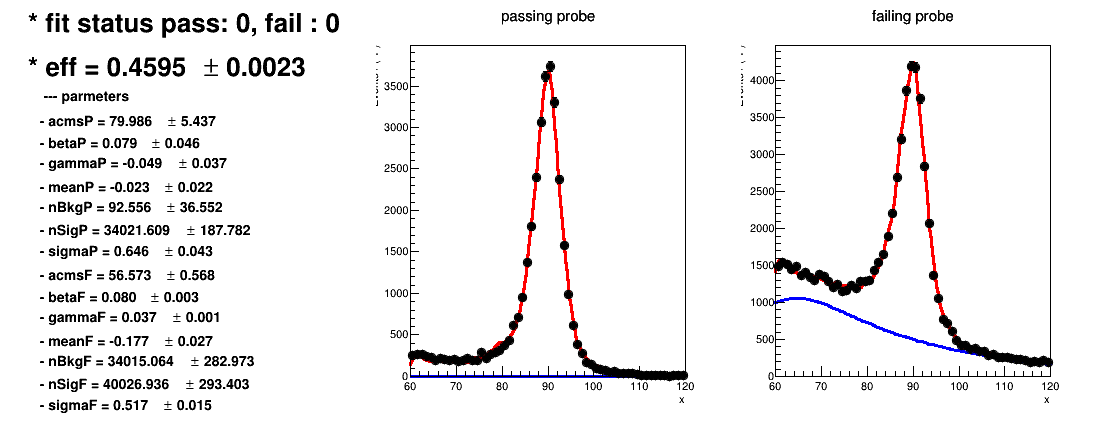 * fit status pass: 0, fail : 0
* eff = 0.4595 ± 0.0023
--- parmeters
- acmsP = 79.986 ± 5.437
- betaP = 0.079 ± 0.046
- gammaP = -0.049 ± 0.037
- meanP = -0.023 ± 0.022
- nBkgP = 92.556 ± 36.552
- nSigP = 34021.609 ± 187.782
- sigmaP = 0.646 ± 0.043
- acmsF = 56.573 ± 0.568
- betaF = 0.080 ± 0.003
- gammaF = 0.037 ± 0.001
- meanF = -0.177 ± 0.027
- nBkgF = 34015.064 ± 282.973
- nSigF = 40026.936 ± 293.403
- sigmaF = 0.517 ± 0.015
passing probe
3500
3000
2500
2000
1500
1000
500
0
60 70 80 90 100 110 120
x
failing probe
4000
3500
3000
2500
2000
1500
1000
500
0
60 70 80 90 100 110 120
x